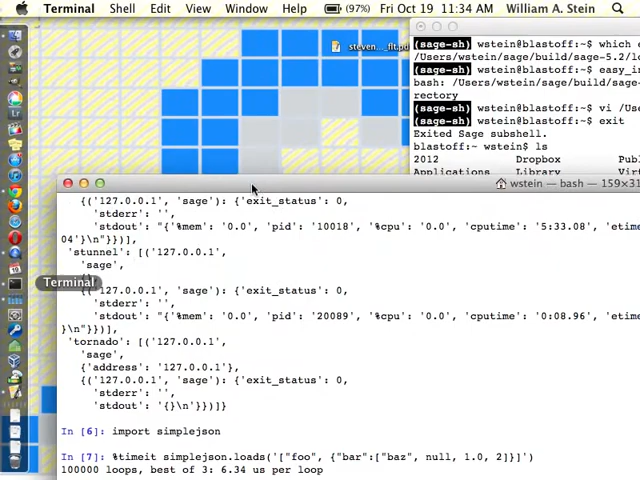 Terminal Shell Edit View Window Help (97%) Fri Oct 19 11:34 AM William A. Stein
steven..._flt.pd
(sage-sh) wstein@blastoff:~$ which e
/Users/wstein/sage/build/sage-5.2/lo
(sage-sh) wstein@blastoff:~$ easy_in
bash: /Users/wstein/sage/build/sage-
rectory
(sage-sh) wstein@blastoff:~$ vi /Use
(sage-sh) wstein@blastoff:~$ exit
Exited Sage subshell.
blastoff:~ wstein$ ls
2012 Dropbox Public
Applications Library
wstein — bash — 159×31
{('127.0.0.1', 'sage'): {'exit_status': 0,
'stderr': '',
'stdout': "{'%mem': '0.0', 'pid': '10018', '%cpu': '0.0', 'cputime': '5:33.08', 'etime
04'}\n"}})],
'stunnel': [('127.0.0.1',
'sage',
Terminal
{('127.0.0.1', 'sage'): {'exit_status': 0,
'stderr': '',
'stdout': "{'%mem': '0.0', 'pid': '20089', '%cpu': '0.0', 'cputime': '0:08.96', 'etime
}\n"}})],
'tornado': [('127.0.0.1',
'sage',
{'address': '127.0.0.1'},
{('127.0.0.1', 'sage'): {'exit_status': 0,
'stderr': '',
'stdout': '{}\n'}})]}
In [6]: import simplejson
In [7]: %timeit simplejson.loads('["foo", {"bar":["baz", null, 1.0, 2]}]')
100000 loops, best of 3: 6.34 us per loop